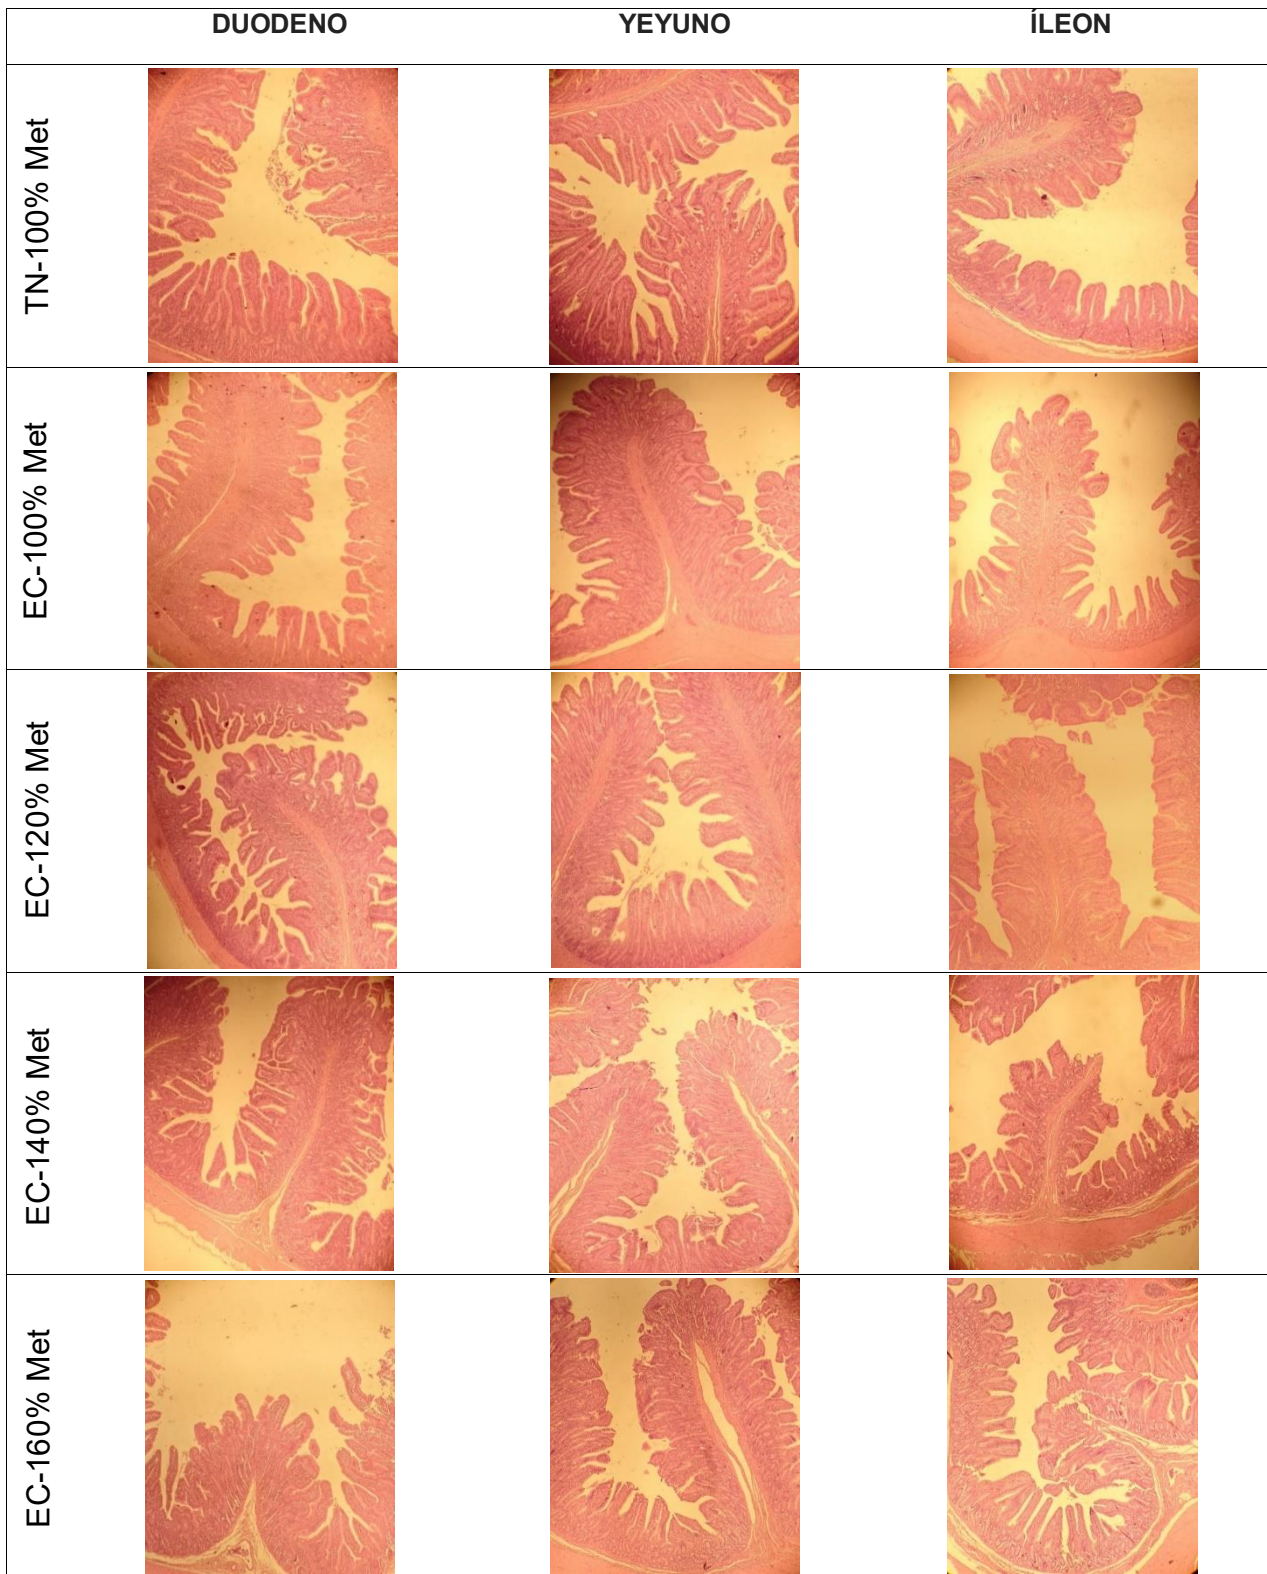 DUODENO YEYUNO ÍLEON
TN-100% Met
EC-100% Met
EC-120% Met
EC-140% Met
EC-160% Met